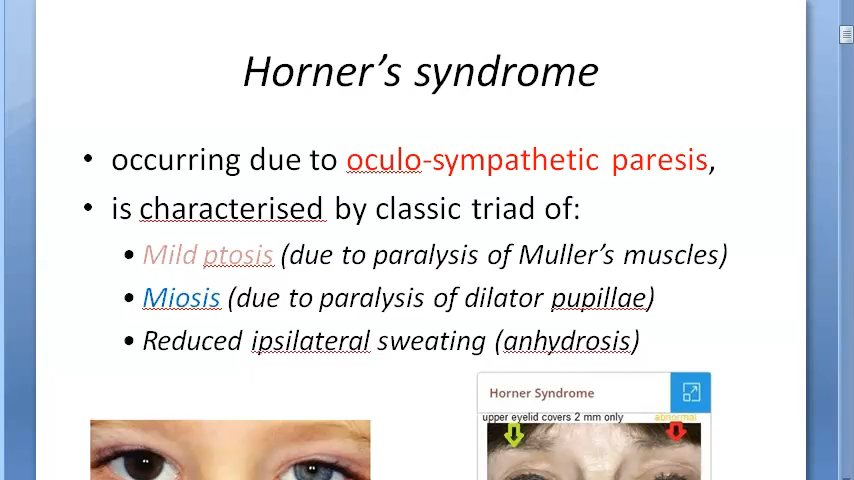 Horner’s syndrome
• occurring due to oculo-sympathetic paresis,
• is characterised by classic triad of:
• Mild ptosis (due to paralysis of Muller’s muscles)
• Miosis (due to paralysis of dilator pupillae)
• Reduced ipsilateral sweating (anhydrosis)
Horner Syndrome
upper eyelid covers 2 mm only abnormal